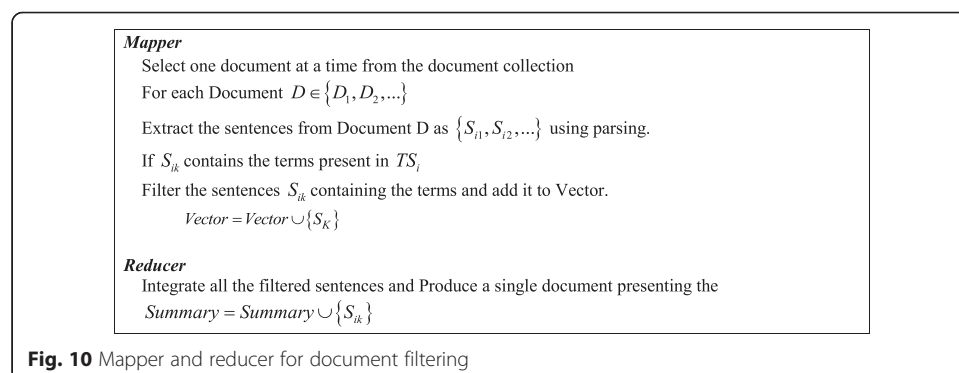 Mapper
Select one document at a time from the document collection
For each Document D ∈ {D₁, D₂,...}
Extract the sentences from Document D as {Sᵢ₁, Sᵢ₂,...} using parsing.
If Sᵢₖ contains the terms present in TSᵢ
Filter the sentences Sᵢₖ containing the terms and add it to Vector.
Vector = Vector ∪ {S_K}
Reducer
Integrate all the filtered sentences and Produce a single document presenting the
Summary = Summary ∪ {Sᵢₖ}
Fig. 10 Mapper and reducer for document filtering